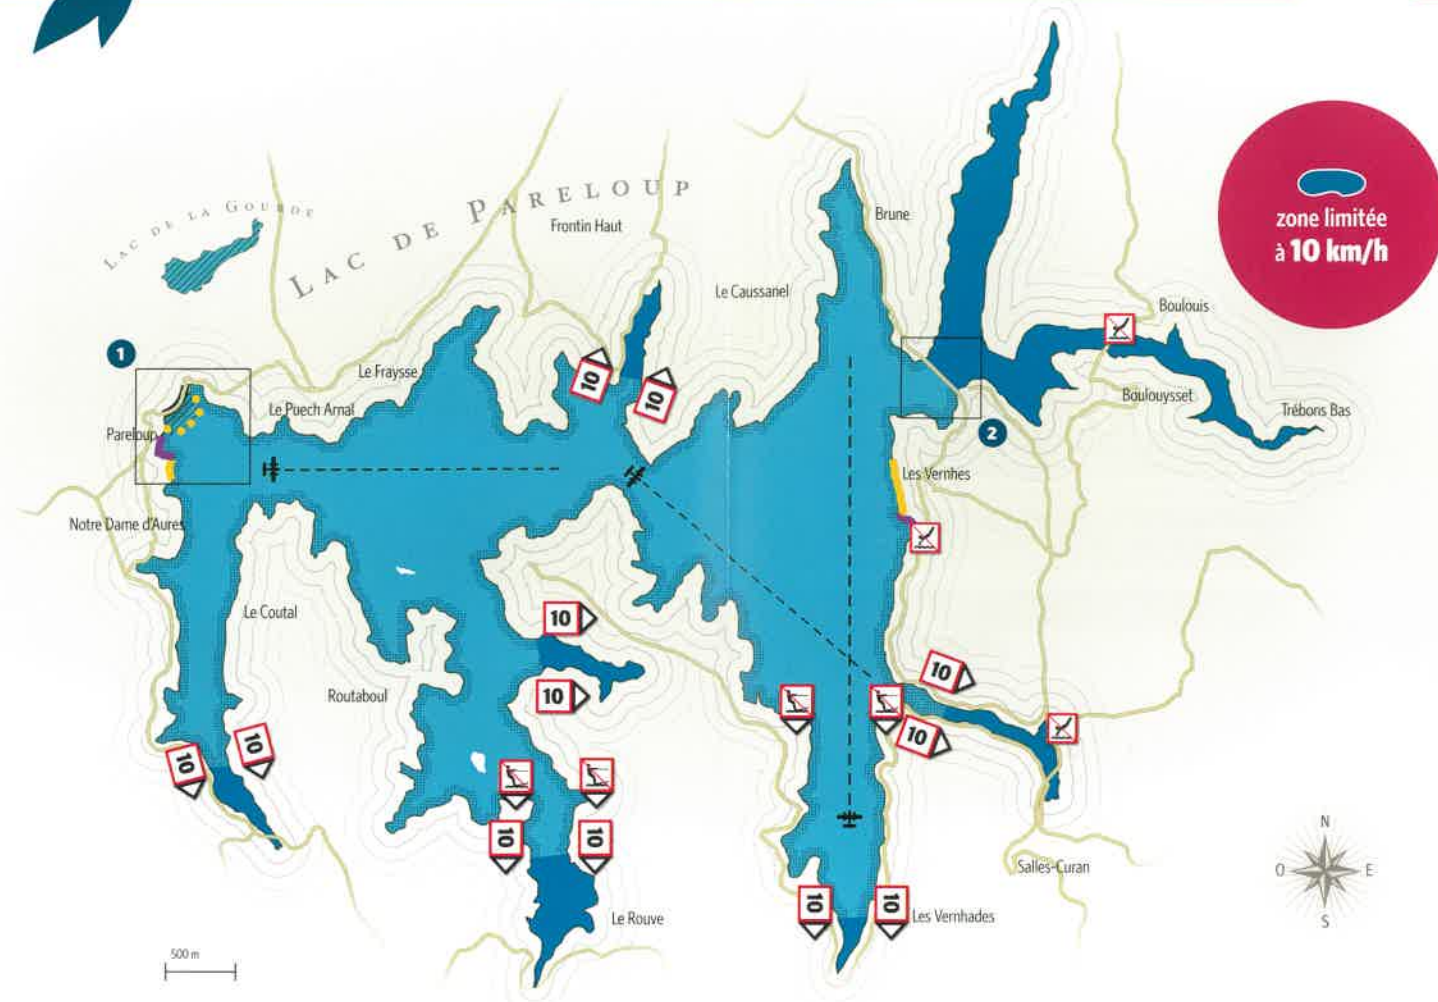 LAC DE LA GOURDE
LAC DE PARELOUP
Frontin Haut
Brune
zone limitée
à 10 km/h
Le Caussanel
Boulouis
1
Le Fraysse
10
10
Le Puech Arnal
Boulouysset
Trébons Bas
Pareloup
2
Les Vernhes
Notre Dame d'Aures
Le Coutal
10
10
10
Routaboul
10
10
10
10
10
N
O
E
S
Salles-Curan
10
10
Les Vernhades
Le Rouve
500 m